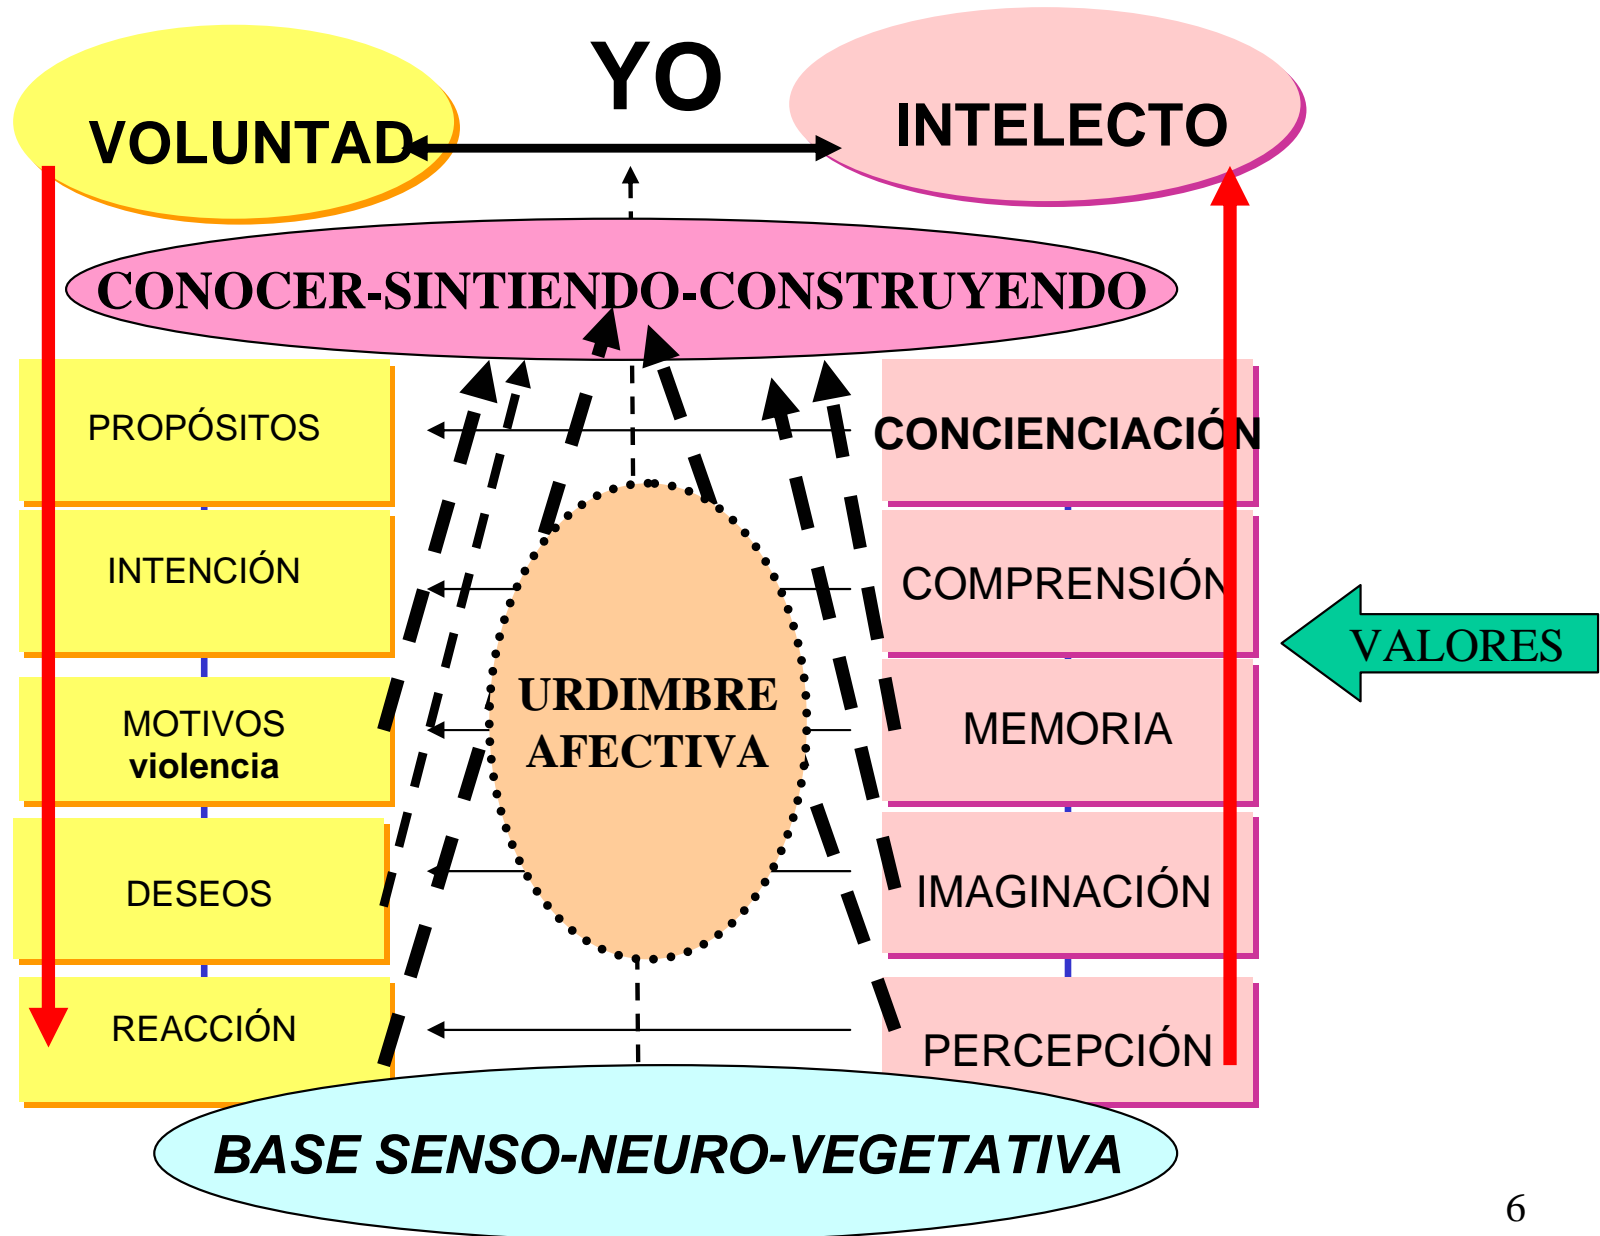 YO
VOLUNTAD
INTELECTO
CONOCER-SINTIENDO-CONSTRUYENDO
PROPÓSITOS
CONCIENCIACIÓN
INTENCIÓN
COMPRENSIÓN
VALORES
URDIMBRE
AFECTIVA
MOTIVOS
violencia
MEMORIA
DESEOS
IMAGINACIÓN
REACCIÓN
PERCEPCIÓN
BASE SENSO-NEURO-VEGETATIVA
6